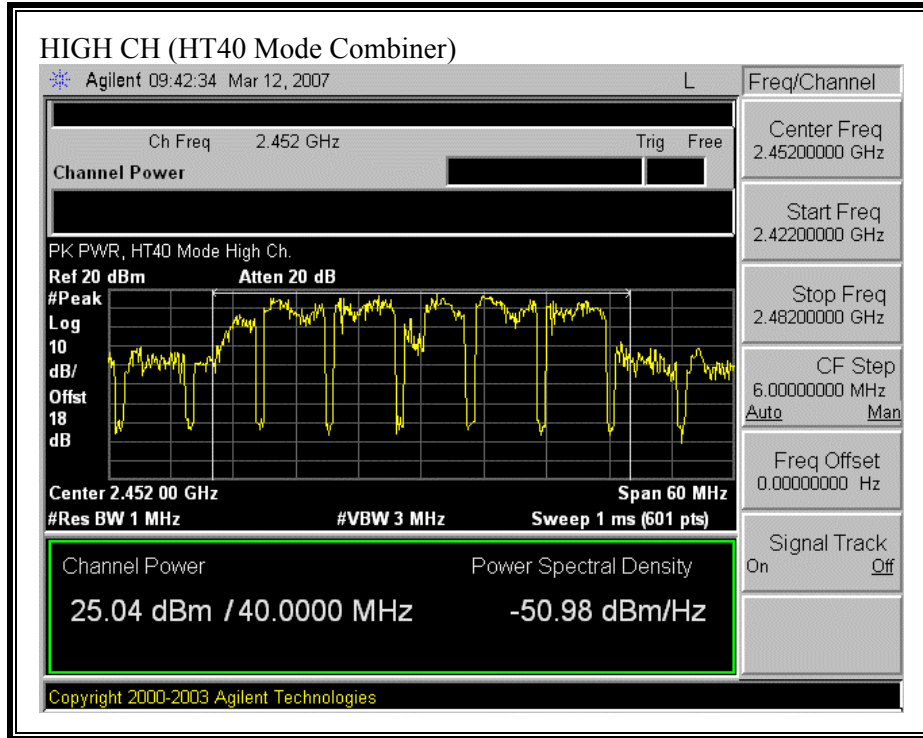 HIGH CH (HT40 Mode Combiner)
Agilent 09:42:34 Mar 12, 2007 L
Freq/Channel
Ch Freq 2.452 GHz Trig Free
Channel Power
PK PWR, HT40 Mode High Ch.
Ref 20 dBm Atten 20 dB
#Peak
Log
10
dB/
Offst
18
dB
Center 2.452 00 GHz Span 60 MHz
#Res BW 1 MHz #VBW 3 MHz Sweep 1 ms (601 pts)
Channel Power Power Spectral Density
25.04 dBm / 40.0000 MHz -50.98 dBm/Hz
Copyright 2000-2003 Agilent Technologies
Center Freq
2.45200000 GHz
Start Freq
2.42200000 GHz
Stop Freq
2.48200000 GHz
CF Step
6.00000000 MHz
Auto Man
Freq Offset
0.00000000 Hz
Signal Track
On Off